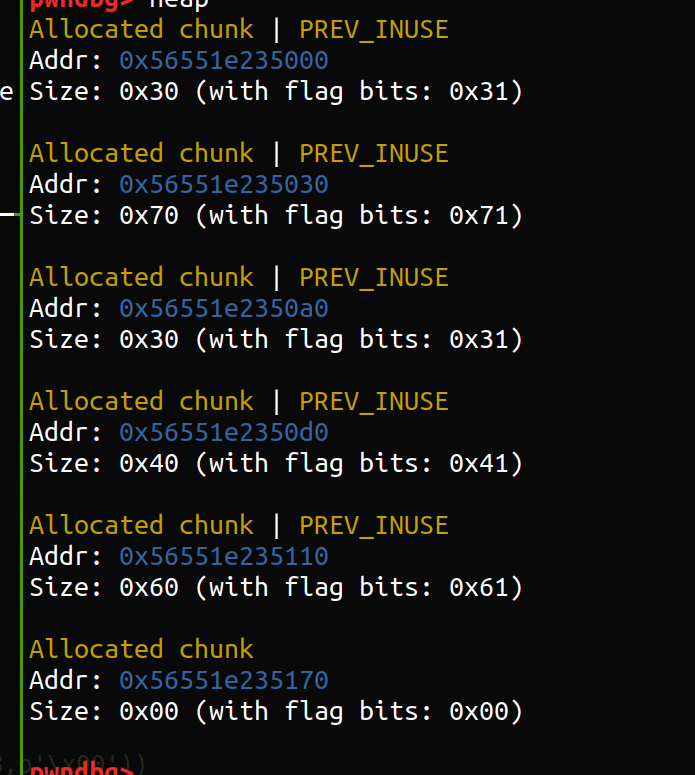 pwndbg> heap
Allocated chunk | PREV_INUSE
Addr: 0x56551e235000
e Size: 0x30 (with flag bits: 0x31)
Allocated chunk | PREV_INUSE
Addr: 0x56551e235030
Size: 0x70 (with flag bits: 0x71)
Allocated chunk | PREV_INUSE
Addr: 0x56551e2350a0
Size: 0x30 (with flag bits: 0x31)
Allocated chunk | PREV_INUSE
Addr: 0x56551e2350d0
Size: 0x40 (with flag bits: 0x41)
Allocated chunk | PREV_INUSE
Addr: 0x56551e235110
Size: 0x60 (with flag bits: 0x61)
Allocated chunk
Addr: 0x56551e235170
Size: 0x00 (with flag bits: 0x00)
pwndbg>